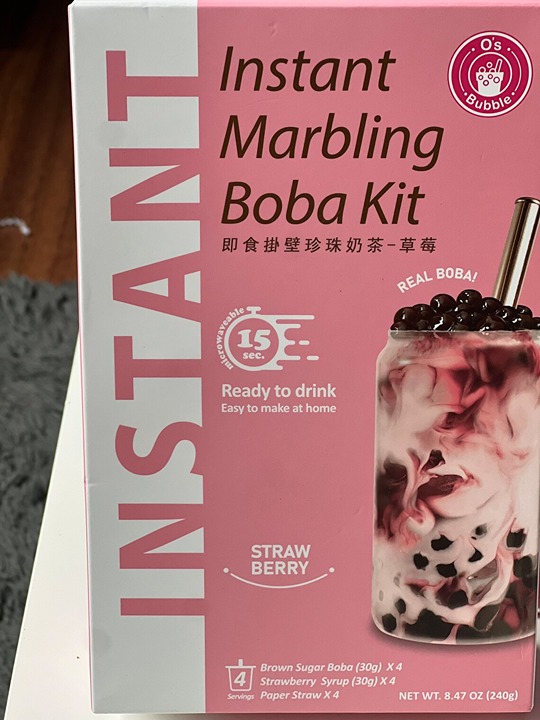 INSTANT
Instant
Marbling
Boba Kit
即食掛壁珍珠奶茶-草莓
O's
Bubble
REAL BOBA!
microwaveable
15
sec.
Ready to drink
Easy to make at home
STRAW
BERRY
4
Servings
Brown Sugar Boba (30g) X 4
Strawberry Syrup (30g) X 4
Paper Straw X 4
NET WT. 8.47 OZ (240g)